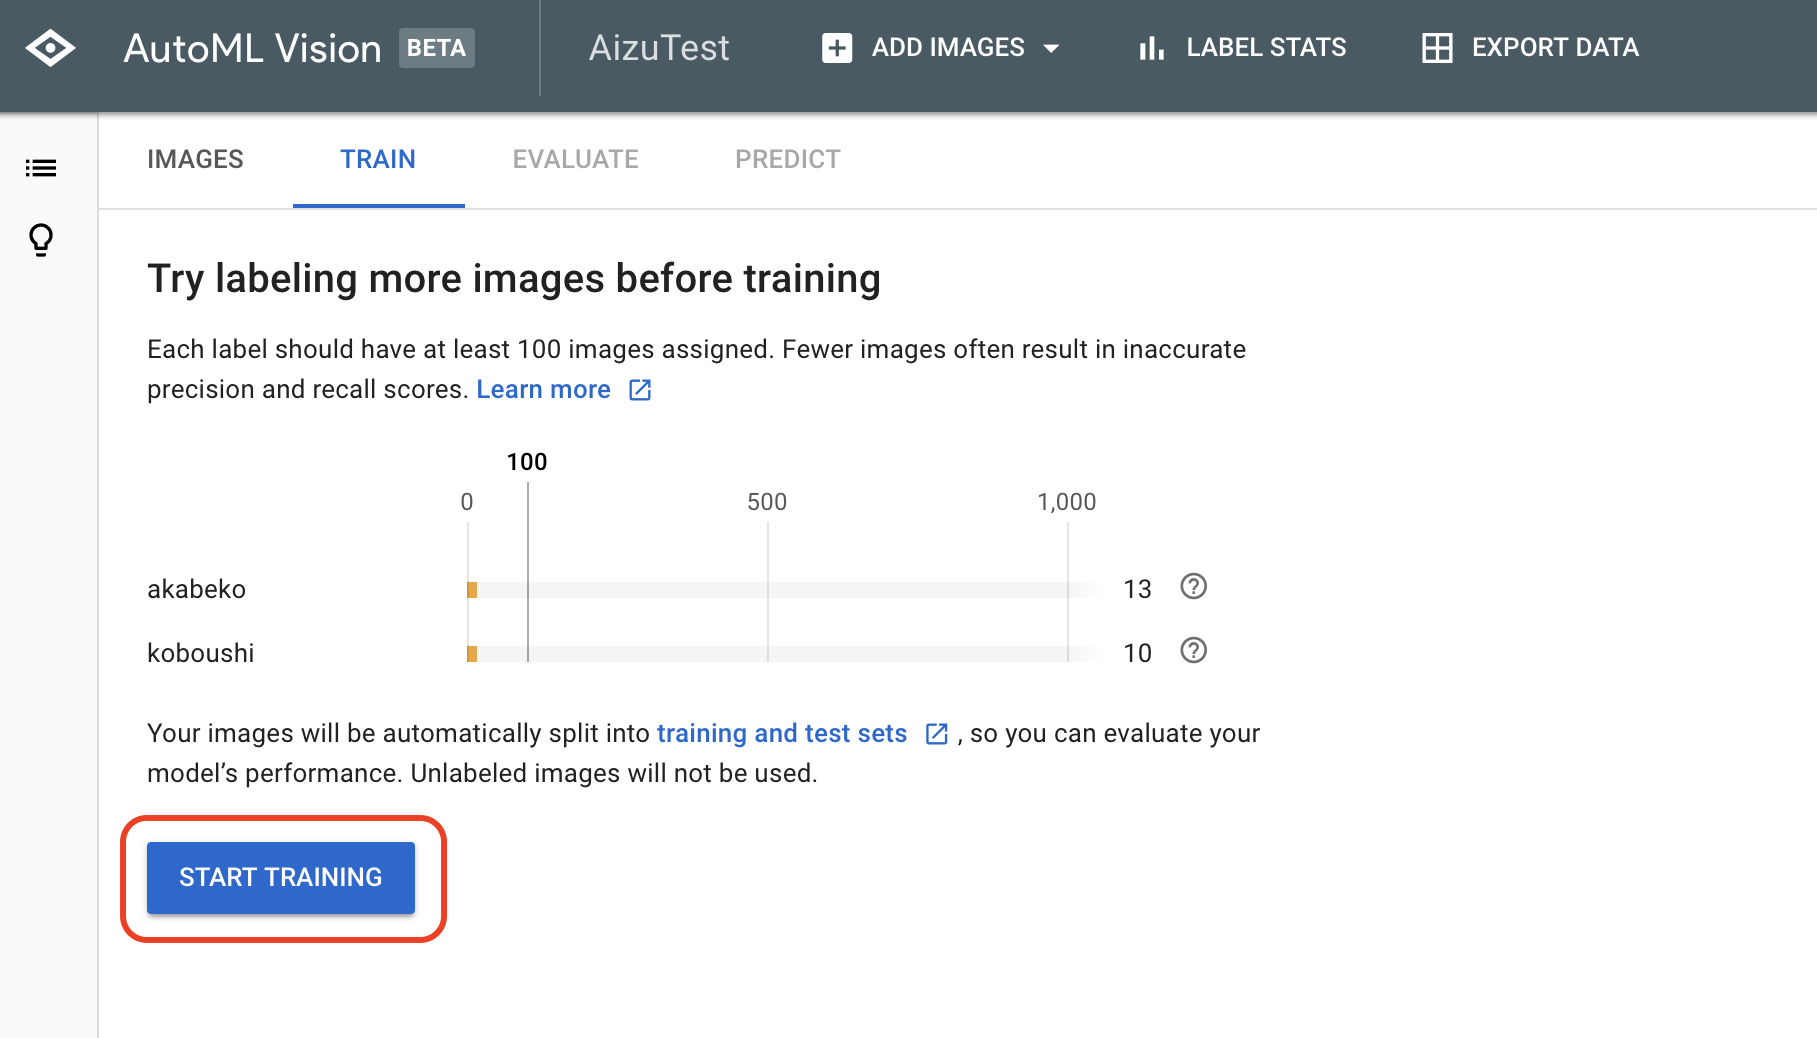 AutoML Vision BETA AizuTest ADD IMAGES LABEL STATS EXPORT DATA
IMAGES TRAIN EVALUATE PREDICT
Try labeling more images before training
Each label should have at least 100 images assigned. Fewer images often result in inaccurate
precision and recall scores. Learn more
100
0 500 1,000
akabeko 13
koboushi 10
Your images will be automatically split into training and test sets , so you can evaluate your
model’s performance. Unlabeled images will not be used.
START TRAINING